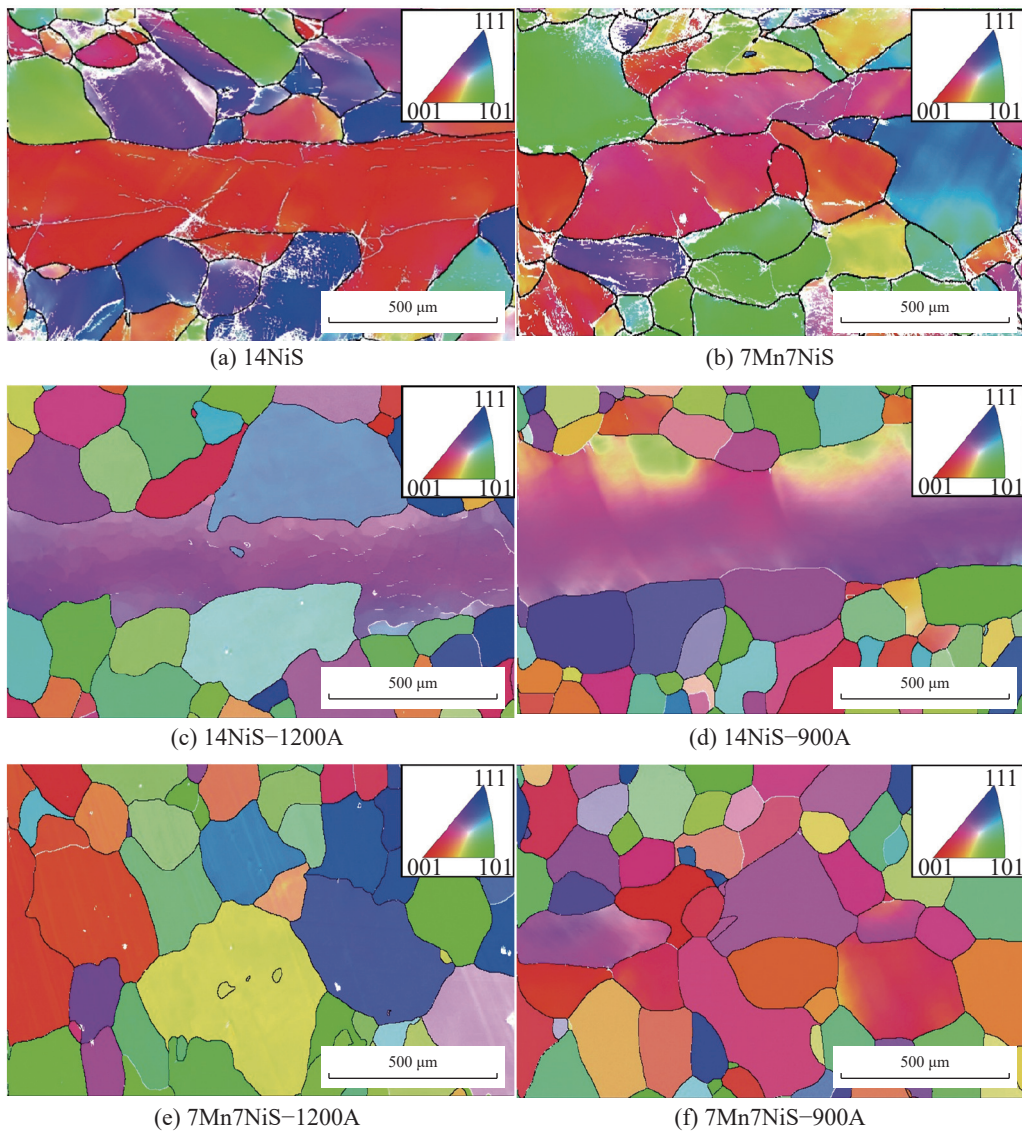 111
001 101
500 μm
(a) 14NiS
111
001 101
500 μm
(b) 7Mn7NiS
111
001 101
500 μm
(c) 14NiS−1200A
111
001 101
500 μm
(d) 14NiS−900A
111
001 101
500 μm
(e) 7Mn7NiS−1200A
111
001 101
500 μm
(f) 7Mn7NiS−900A